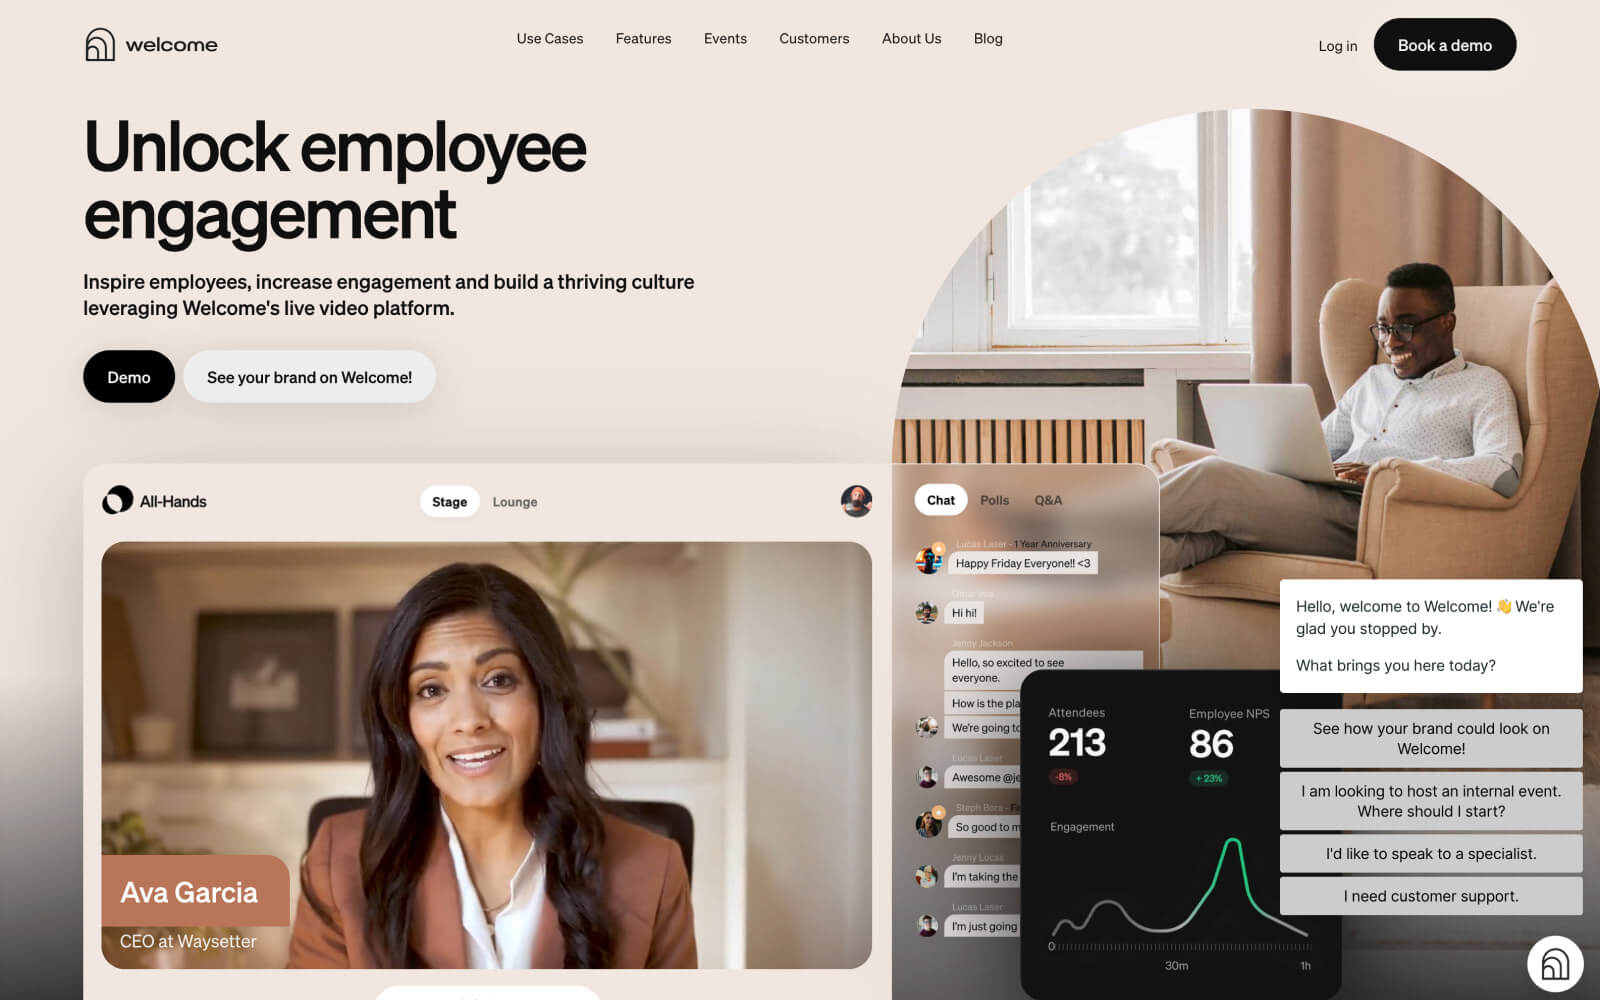 welcome
Use Cases
Features
Events
Customers
About Us
Blog
Log in
Book a demo
Unlock employee
engagement
Inspire employees, increase engagement and build a thriving culture
leveraging Welcome's live video platform.
Demo
See your brand on Welcome!
All-Hands
Stage
Lounge
Chat
Polls
Q&A
Lucas Laser - 1 Year Anniversary
Happy Friday Everyone!! <3
Hi hi!
Jenny Jackson
Hello, so excited to see
everyone.
How is the pla
We're going to
Lucas Laser
Awesome @je
Steph Bora - Fi
So good to m
Jenny Locas
I'm taking the
Lucas Laser
I'm just going
Ava Garcia
CEO at Waysetter
Attendees
213
-8%
Employee NPS
86
+ 23%
Engagement
0
30m
1h
Hello, welcome to Welcome! 👋 We're
glad you stopped by.
What brings you here today?
See how your brand could look on
Welcome!
I am looking to host an internal event.
Where should I start?
I'd like to speak to a specialist.
I need customer support.